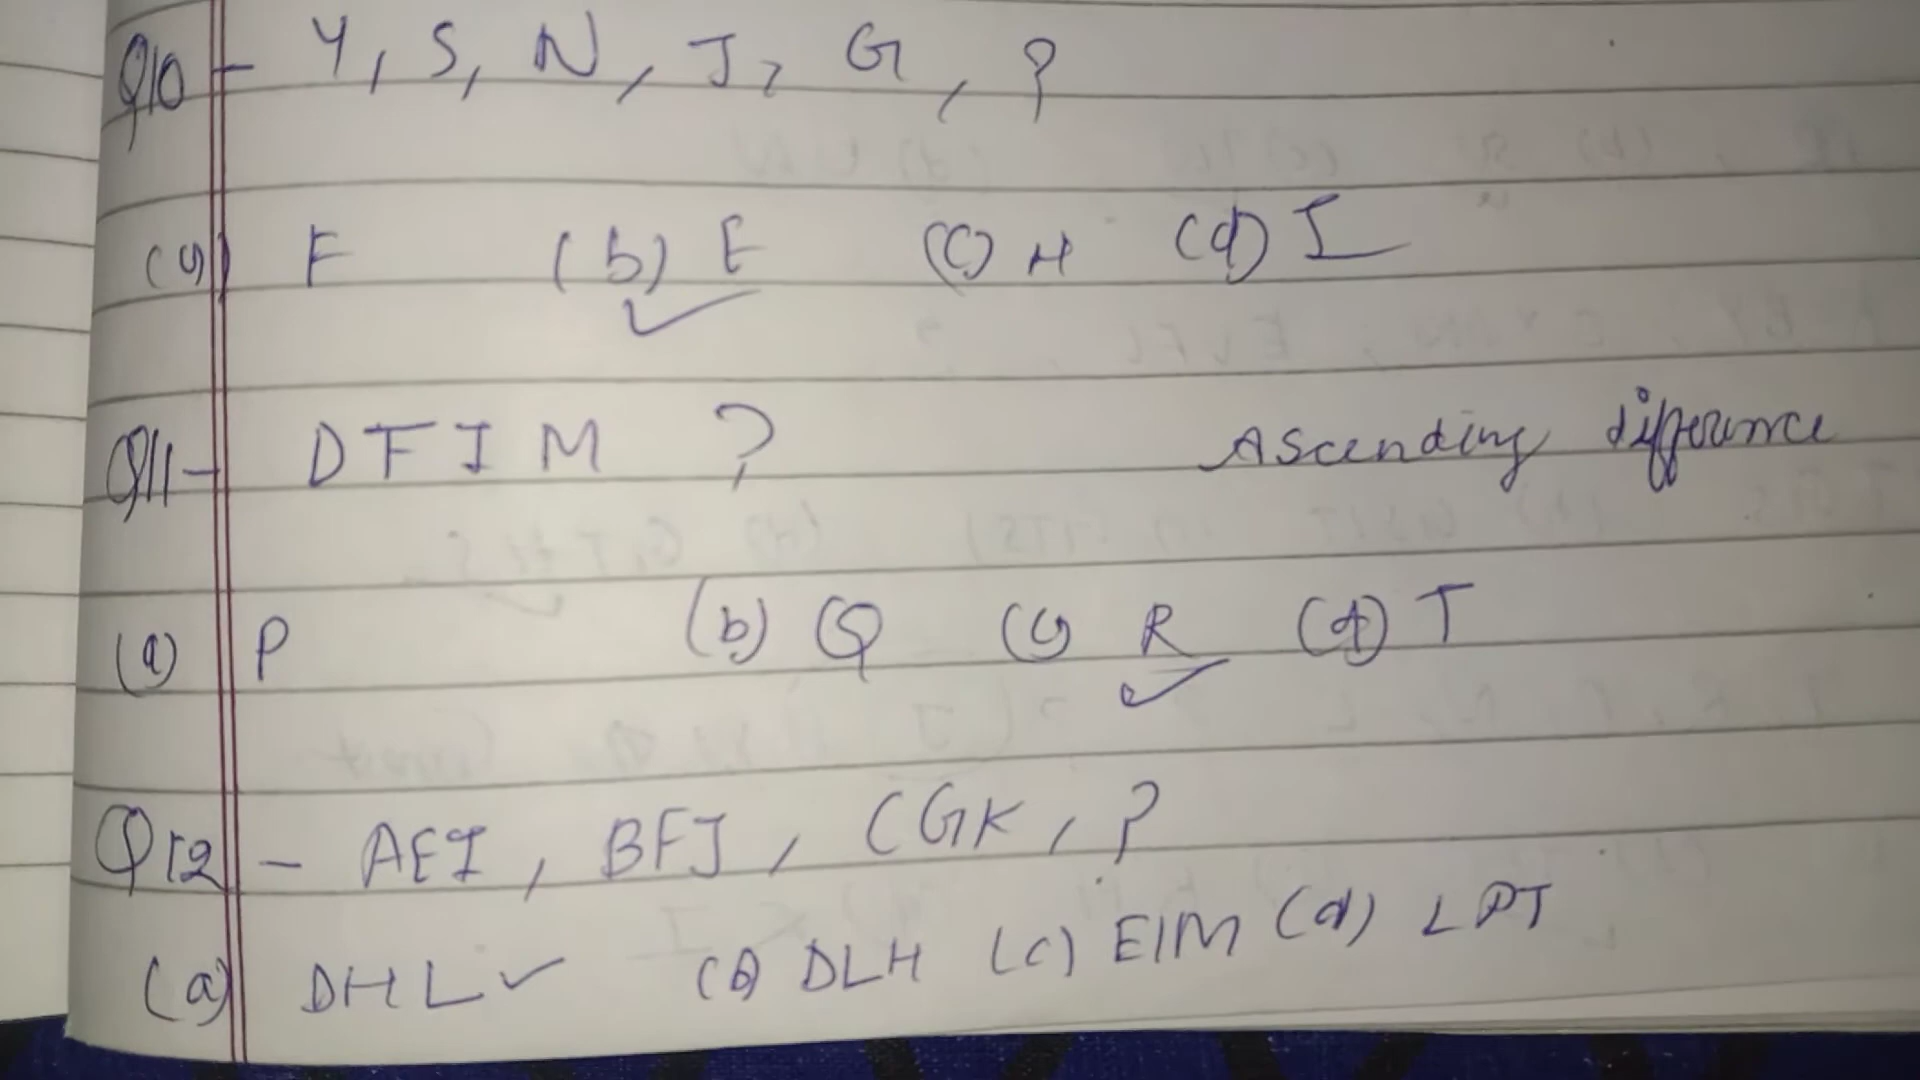 Q10 - Y, S, N, J, G, ?
(a) F (b) E (c) H (d) I
Q11- D F I M ? Ascending difference
(a) P (b) Q (c) R (d) T
Q12 - AEI, BFJ, CGK, ?
(a) DHL ✓ (b) DLH (c) EIM (d) LPT